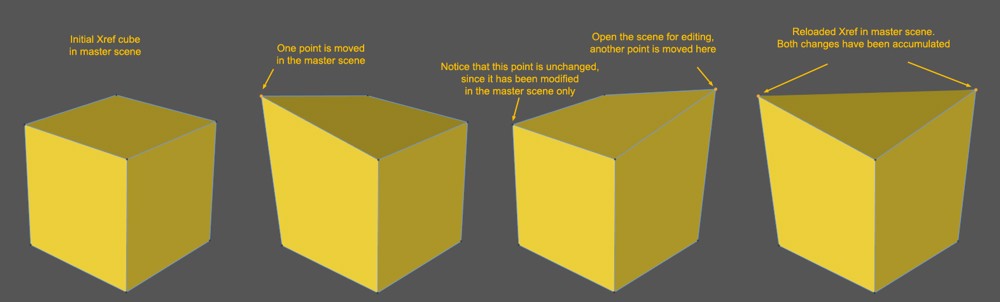 Initial Xref cube
in master scene
One point is moved
in the master scene
Notice that this point is unchanged,
since it has been modified
in the master scene only
Open the scene for editing,
another point is moved here
Reloaded Xref in master scene.
Both changes have been accumulated